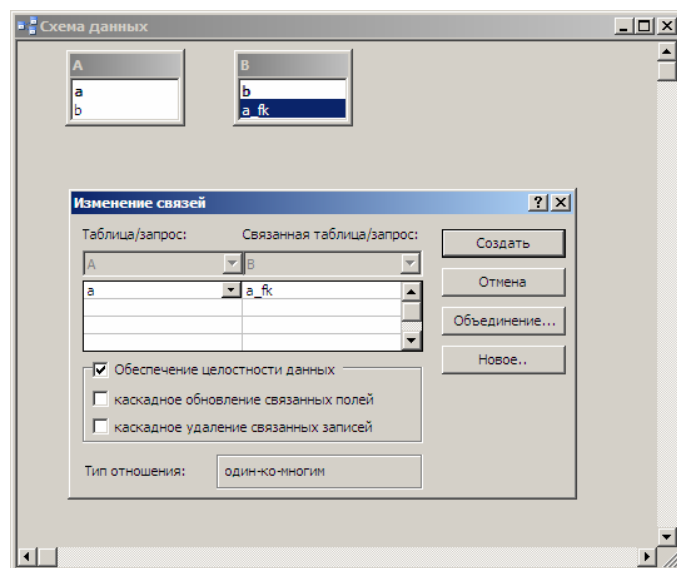 Схема данных
A B
a b
b a_fk
Изменение связей
Таблица/запрос: Связанная таблица/запрос:
Создать
A B
Отмена
a a_fk
Объединение...
Новое..
Обеспечение целостности данных
каскадное обновление связанных полей
каскадное удаление связанных записей
Тип отношения: один-ко-многим